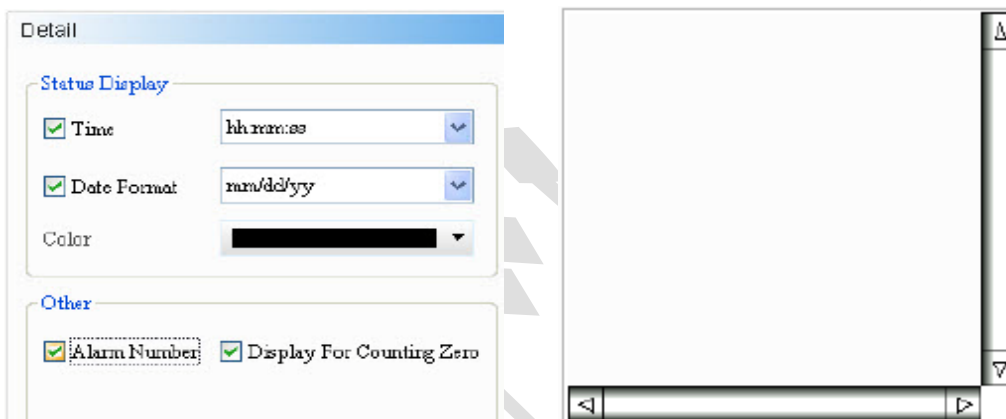 Detail
Status Display
Time hh:mm:ss
Date Format mm/dd/yy
Color
Other
Alarm Number Display For Counting Zero